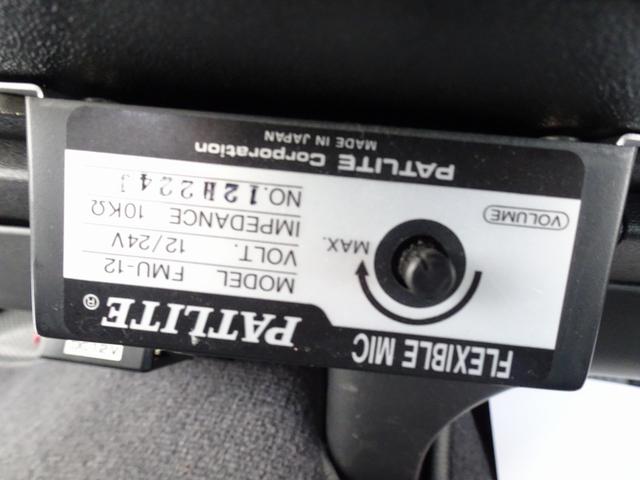 FLEXIBLE MIC
PATLITE®
MODEL FMU-12
VOLT. 12/24V
IMPEDANCE 10KΩ
NO.
MAX.
VOLUME
PATLITE Corporation
MADE IN JAPAN